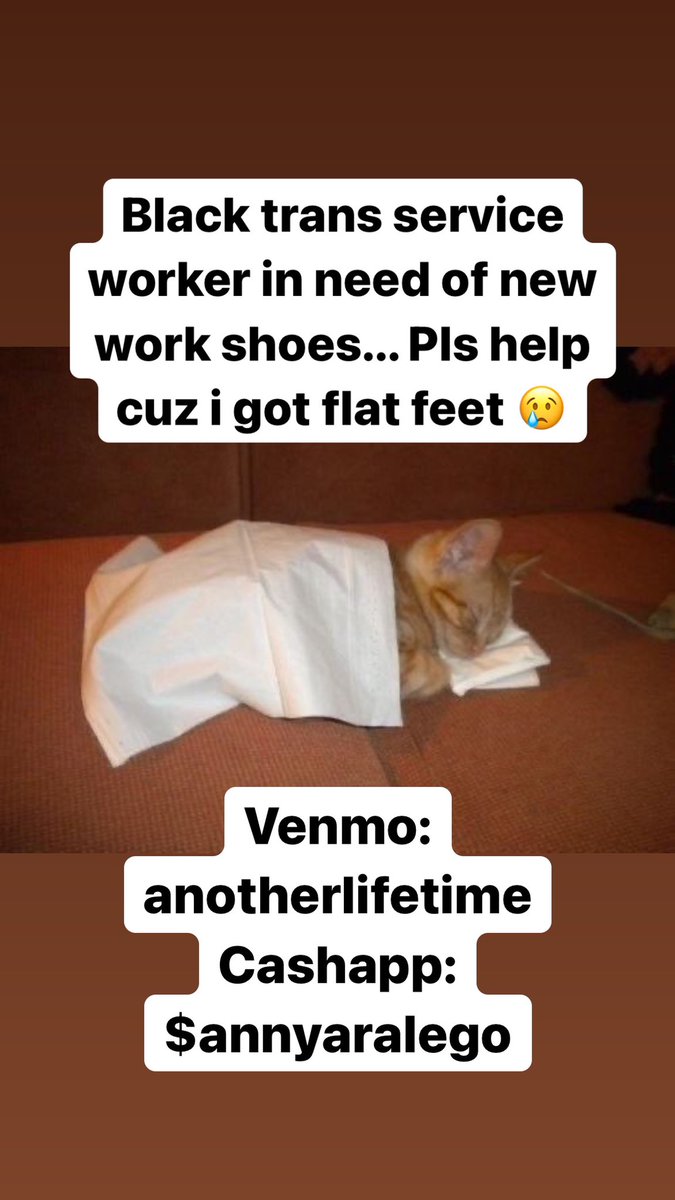 Black trans service
worker in need of new
work shoes... Pls help
cuz i got flat feet 😢
Venmo:
anotherlifetime
Cashapp:
$annyaralego